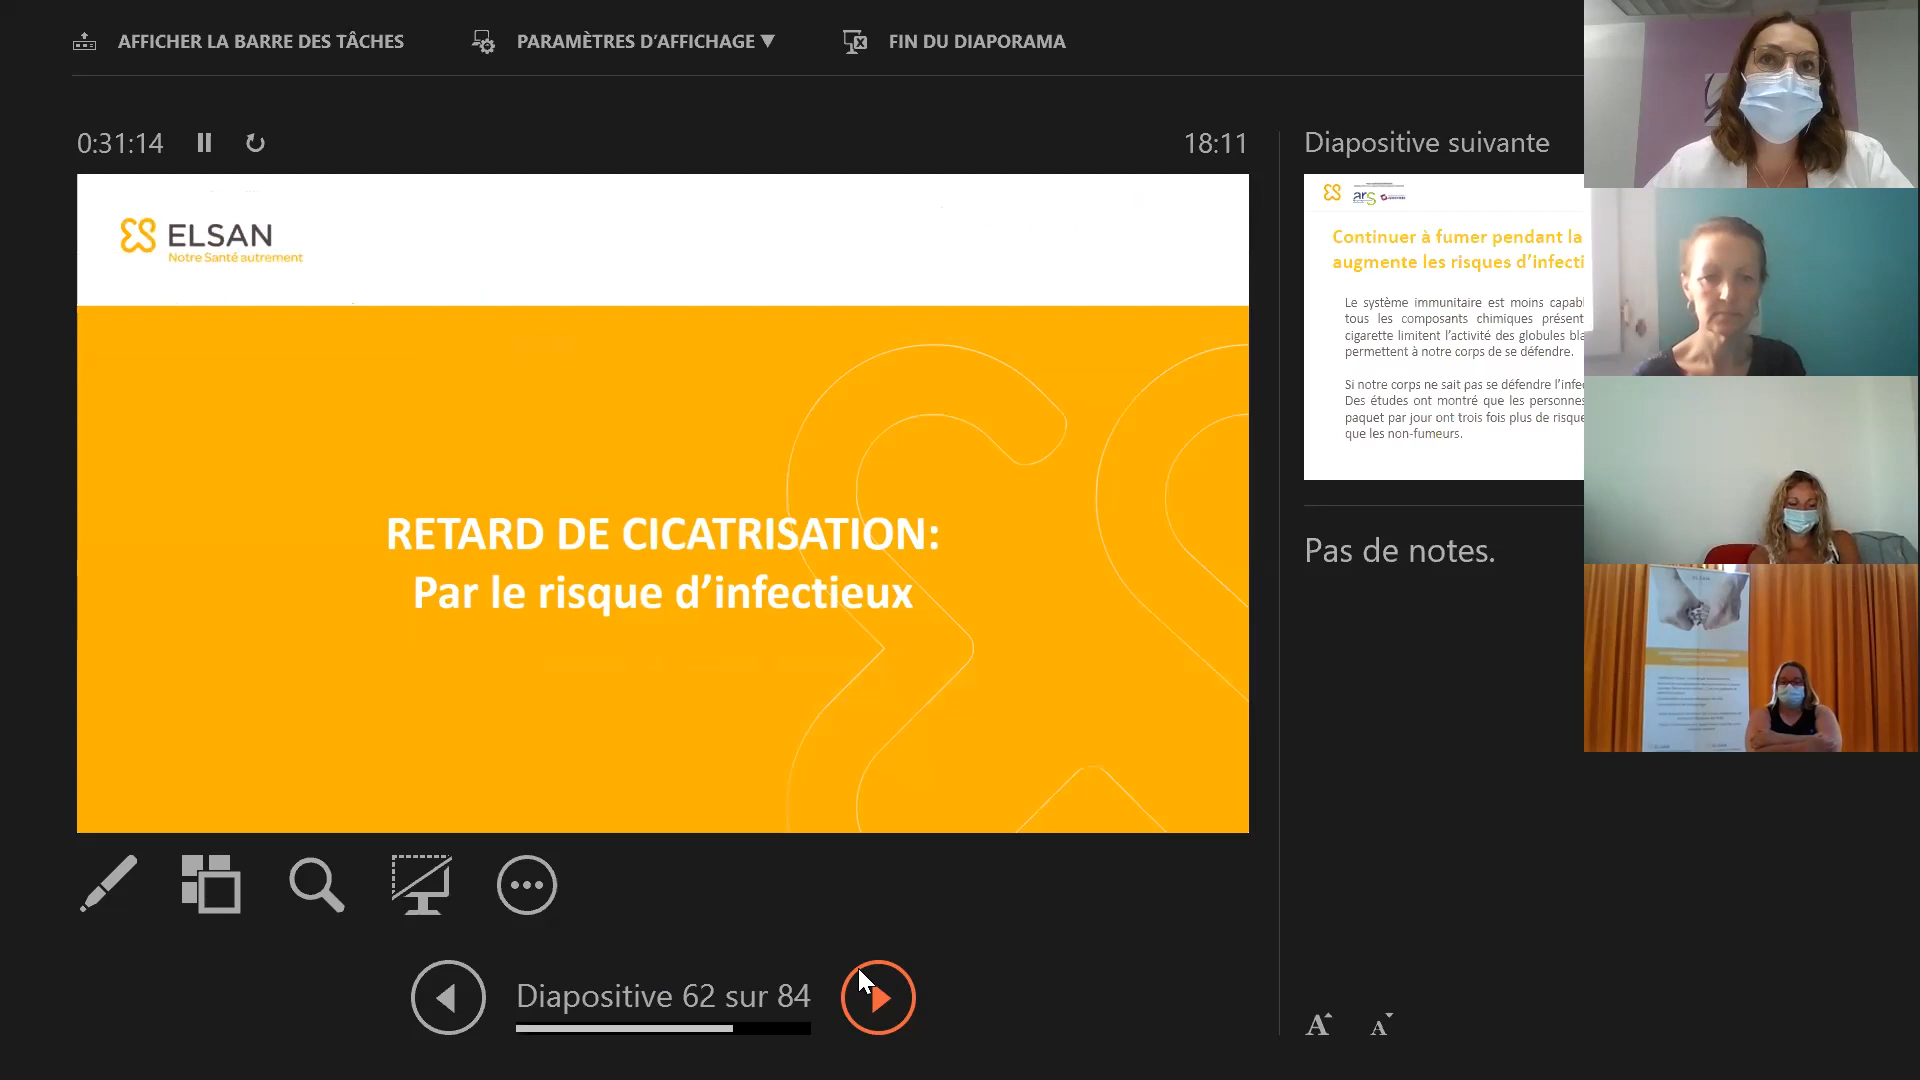 AFFICHER LA BARRE DES TÂCHES
PARAMÈTRES D'AFFICHAGE ▼
FIN DU DIAPORAMA
0:31:14
18:11
Diapositive suivante
ELSAN
Notre Santé autrement
RETARD DE CICATRISATION:
Par le risque d'infectieux
ars
Continuer à fumer pendant la
augmente les risques d'infecti
Le système immunitaire est moins capabl
tous les composants chimiques présent
cigarette limitent l'activité des globules bla
permettent à notre corps de se défendre.
Si notre corps ne sait pas se défendre l'infec
Des études ont montré que les personnes
paquet par jour ont trois fois plus de risque
que les non-fumeurs.
Pas de notes.
ELSAN
Diapositive 62 sur 84
A A